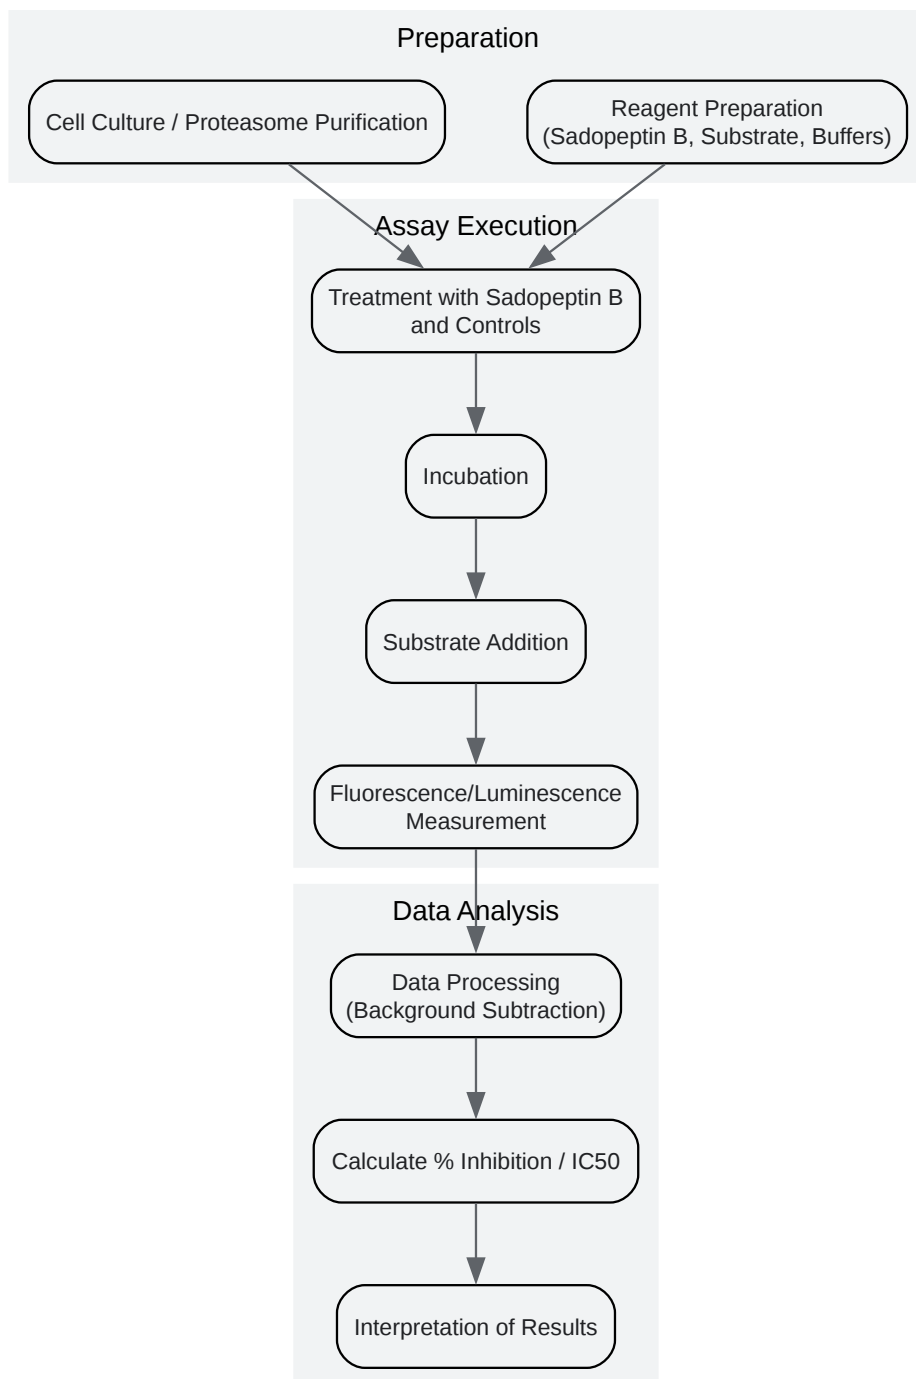 Preparation
Cell Culture / Proteasome Purification
Reagent Preparation
(Sadopeptin B, Substrate, Buffers)
Assay Execution
Treatment with Sadopeptin B
and Controls
Incubation
Substrate Addition
Fluorescence/Luminescence
Measurement
Data Analysis
Data Processing
(Background Subtraction)
Calculate % Inhibition / IC50
Interpretation of Results